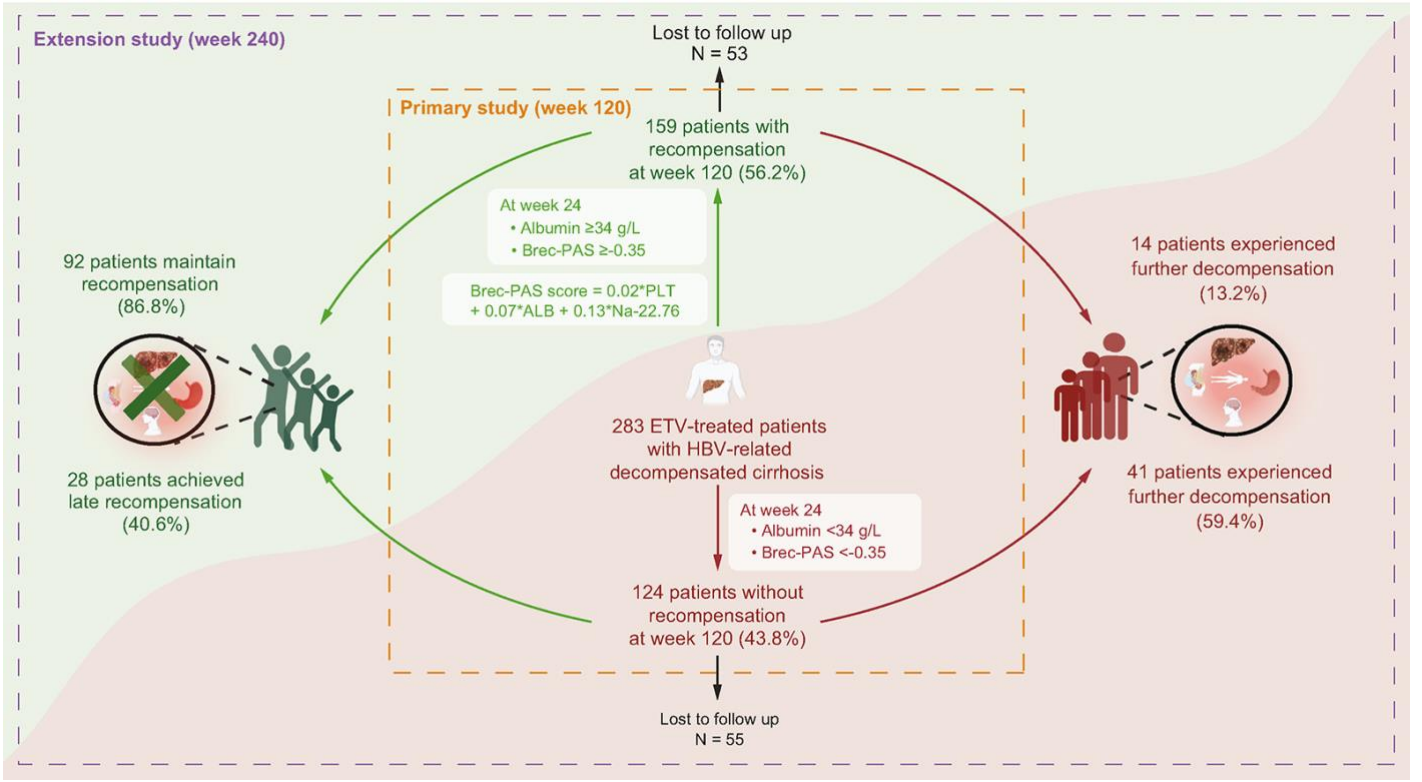 Extension study (week 240)
Lost to follow up
N = 53
Primary study (week 120)
159 patients with
recompensation
at week 120 (56.2%)
At week 24
• Albumin ≥34 g/L
• Brec-PAS ≥-0.35
Brec-PAS score = 0.02*PLT
+ 0.07*ALB + 0.13*Na-22.76
92 patients maintain
recompensation
(86.8%)
14 patients experienced
further decompensation
(13.2%)
283 ETV-treated patients
with HBV-related
decompensated cirrhosis
28 patients achieved
late recompensation
(40.6%)
41 patients experienced
further decompensation
(59.4%)
At week 24
• Albumin <34 g/L
• Brec-PAS <-0.35
124 patients without
recompensation
at week 120 (43.8%)
Lost to follow up
N = 55